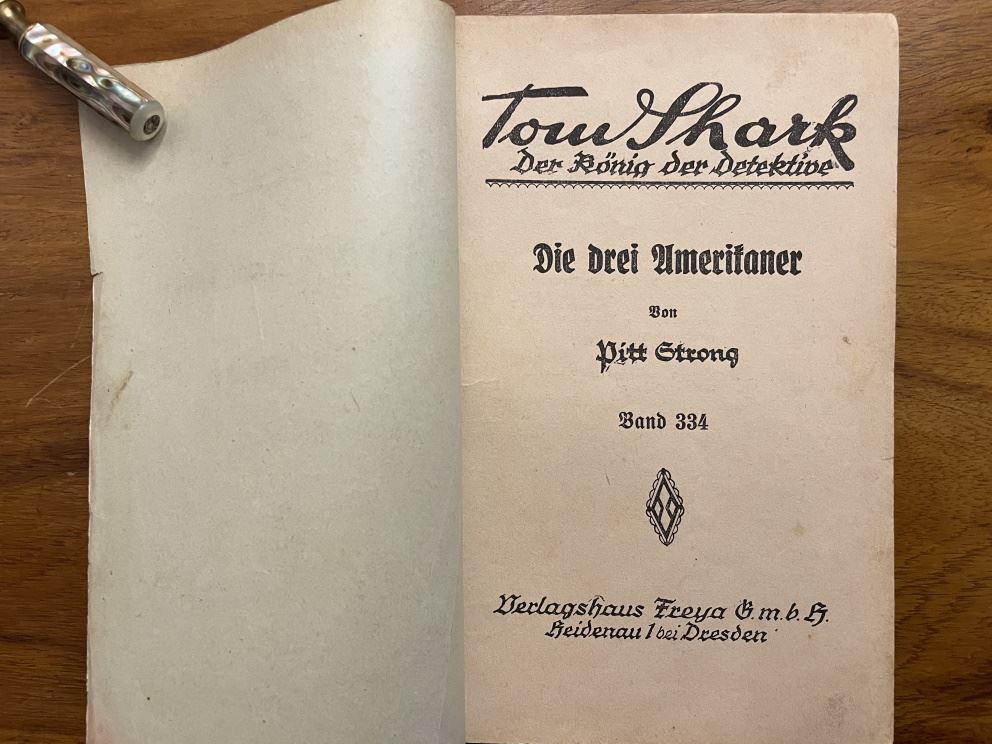 Tom Shark
Der König der Detektive
Die drei Amerikaner
Von
Pitt Strong
Band 334
Verlagshaus Freya G.m.b.H.
Heidenau 1 bei Dresden